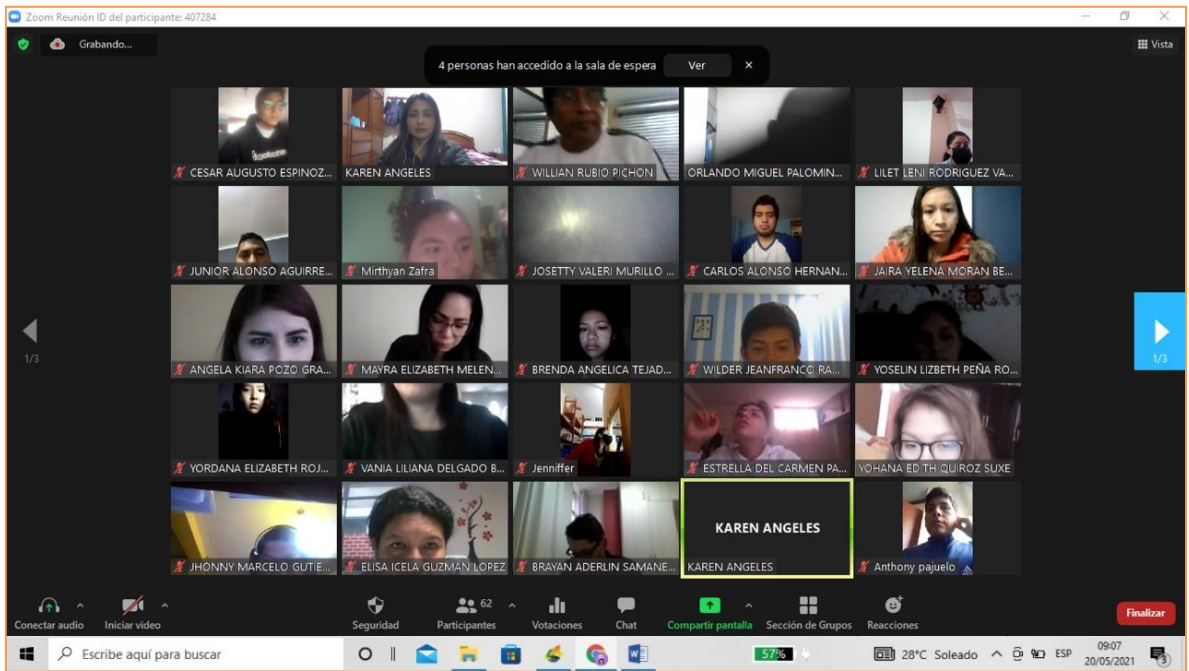 Zoom Reunión ID del participante: 407284
Grabando...
4 personas han accedido a la sala de espera
Ver
Vista
CESAR AUGUSTO ESPINOZ...
KAREN ANGELES
WILLIAN RUBIO PICHON
ORLANDO MIGUEL PALOMIN...
LILET LENI RODRIGUEZ VA...
JUNIOR ALONSO AGUIRRE...
Mirthyan Zafra
JOSETTY VALERI MURILLO ...
CARLOS ALONSO HERNAN...
JAIRA YELENA MORAN BE...
1/3
ANGELA KIARA POZO GRA...
MAYRA ELIZABETH MELEN...
BRENDA ANGELICA TEJAD...
WILDER JEANFRANCO RA...
YOSELIN LIZBETH PEÑA RO...
1/3
YORDANA ELIZABETH ROJ...
VANIA LILIANA DELGADO B...
Jenniffer
ESTRELLA DEL CARMEN PA...
YOHANA EDITH QUIROZ SUXE
KAREN ANGELES
JHONNY MARCELO GUTIE...
ELISA ICELA GUZMAN LOPEZ
BRAYAN ADERLIN SAMANE...
KAREN ANGELES
Anthony pajuelo
Conectar audio
Iniciar video
Seguridad
62
Participantes
Votaciones
Chat
Compartir pantalla
Sección de Grupos
Reacciones
Finalizar
Escribe aquí para buscar
57%
28°C Soleado
ESP
09:07
20/05/2021